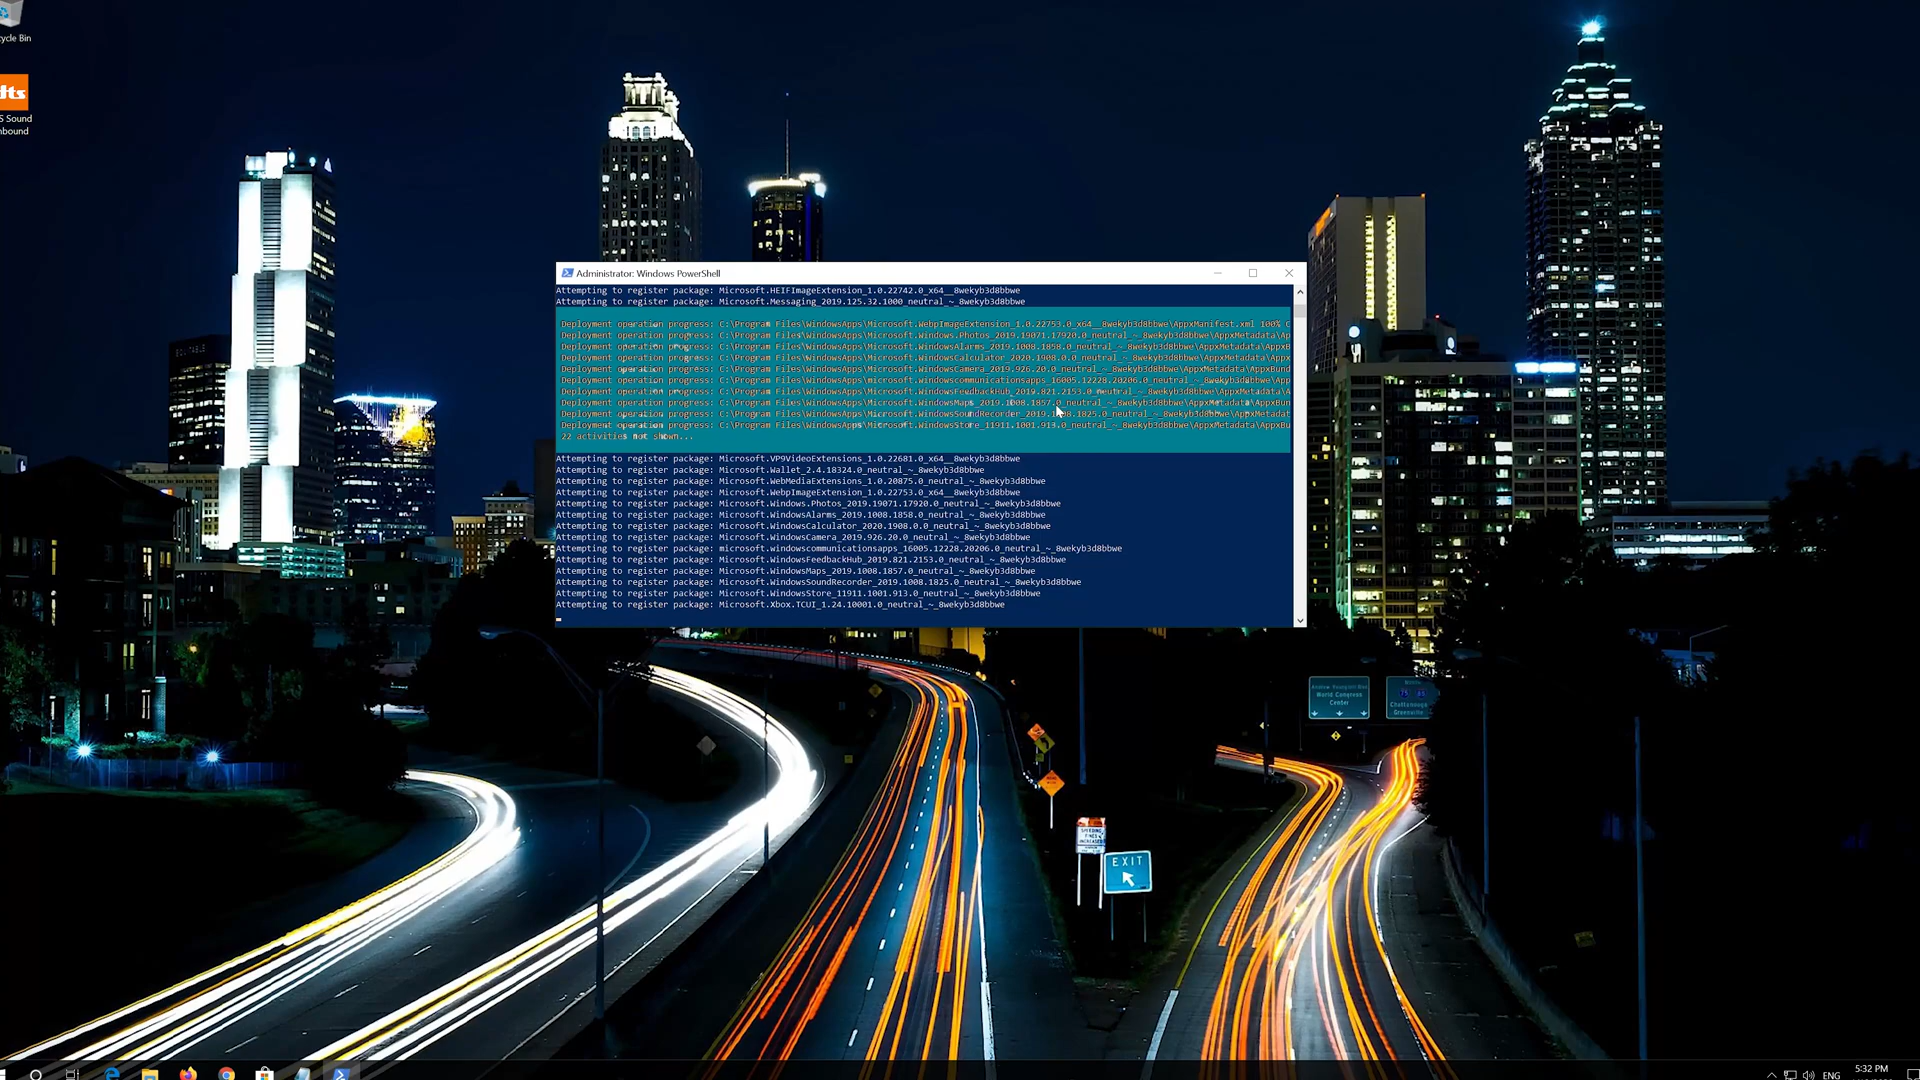 cycle Bin
dts
S Sound
nbound
Administrator: Windows PowerShell
Attempting to register package: Microsoft.HEIFImageExtension_1.0.22742.0_x64__8wekyb3d8bbwe
Attempting to register package: Microsoft.Messaging_2019.125.32.1000_neutral_~_8wekyb3d8bbwe
Deployment operation progress: C:\Program Files\WindowsApps\Microsoft.WebpImageExtension_1.0.22753.0_x64__8wekyb3d8bbwe\AppxManifest.xml 100% C
Deployment operation progress: C:\Program Files\WindowsApps\Microsoft.Windows.Photos_2019.19071.17920.0_neutral_~_8wekyb3d8bbwe\AppxMetadata\Ap
Deployment operation progress: C:\Program Files\WindowsApps\Microsoft.WindowsAlarms_2019.1008.1858.0_neutral_~_8wekyb3d8bbwe\AppxMetadata\AppxB
Deployment operation progress: C:\Program Files\WindowsApps\Microsoft.WindowsCalculator_2020.1908.0.0_neutral_~_8wekyb3d8bbwe\AppxMetadata\Appx
Deployment operation progress: C:\Program Files\WindowsApps\Microsoft.WindowsCamera_2019.926.20.0_neutral_~_8wekyb3d8bbwe\AppxMetadata\AppxBund
Deployment operation progress: C:\Program Files\WindowsApps\microsoft.windowscommunicationsapps_16005.12228.20206.0_neutral_~_8wekyb3d8bbwe\App
Deployment operation progress: C:\Program Files\WindowsApps\Microsoft.WindowsFeedbackHub_2019.821.2153.0_neutral_~_8wekyb3d8bbwe\AppxMetadata\A
Deployment operation progress: C:\Program Files\WindowsApps\Microsoft.WindowsMaps_2019.1008.1857.0_neutral_~_8wekyb3d8bbwe\AppxMetadata\AppxBun
Deployment operation progress: C:\Program Files\WindowsApps\Microsoft.WindowsSoundRecorder_2019.1008.1825.0_neutral_~_8wekyb3d8bbwe\AppxMetadat
Deployment operation progress: C:\Program Files\WindowsApps\Microsoft.WindowsStore_11911.1001.913.0_neutral_~_8wekyb3d8bbwe\AppxMetadata\AppxBu
22 activities not shown...
Attempting to register package: Microsoft.VP9VideoExtensions_1.0.22681.0_x64__8wekyb3d8bbwe
Attempting to register package: Microsoft.Wallet_2.4.18324.0_neutral_~_8wekyb3d8bbwe
Attempting to register package: Microsoft.WebMediaExtensions_1.0.20875.0_neutral_~_8wekyb3d8bbwe
Attempting to register package: Microsoft.WebpImageExtension_1.0.22753.0_x64__8wekyb3d8bbwe
Attempting to register package: Microsoft.Windows.Photos_2019.19071.17920.0_neutral_~_8wekyb3d8bbwe
Attempting to register package: Microsoft.WindowsAlarms_2019.1008.1858.0_neutral_~_8wekyb3d8bbwe
Attempting to register package: Microsoft.WindowsCalculator_2020.1908.0.0_neutral_~_8wekyb3d8bbwe
Attempting to register package: Microsoft.WindowsCamera_2019.926.20.0_neutral_~_8wekyb3d8bbwe
Attempting to register package: microsoft.windowscommunicationsapps_16005.12228.20206.0_neutral_~_8wekyb3d8bbwe
Attempting to register package: Microsoft.WindowsFeedbackHub_2019.821.2153.0_neutral_~_8wekyb3d8bbwe
Attempting to register package: Microsoft.WindowsMaps_2019.1008.1857.0_neutral_~_8wekyb3d8bbwe
Attempting to register package: Microsoft.WindowsSoundRecorder_2019.1008.1825.0_neutral_~_8wekyb3d8bbwe
Attempting to register package: Microsoft.WindowsStore_11911.1001.913.0_neutral_~_8wekyb3d8bbwe
Attempting to register package: Microsoft.Xbox.TCUI_1.24.10001.0_neutral_~_8wekyb3d8bbwe
World Congress
Center
75 85
Chattanooga
Greenville
SPEEDING
FINES
INCREASED
EXIT
ENG
5:32 PM